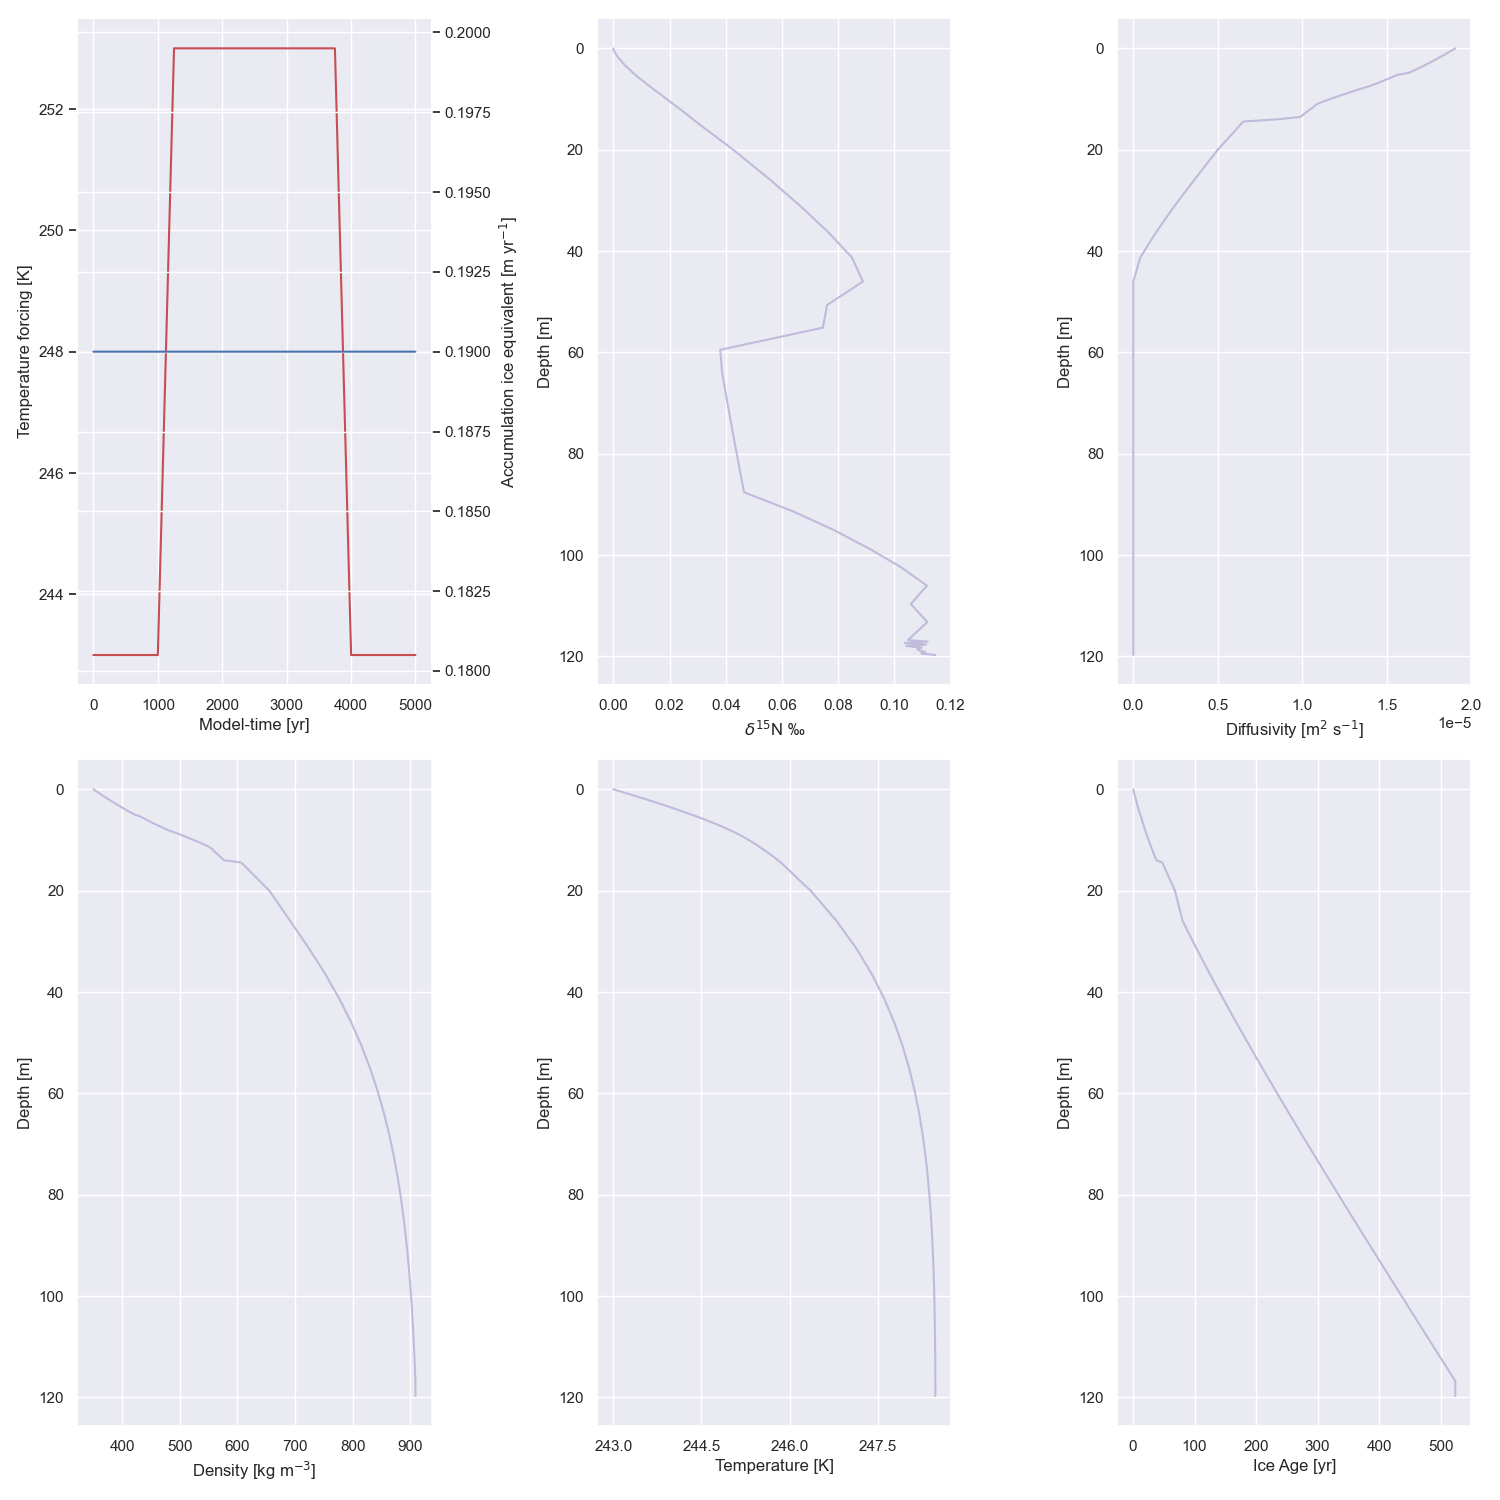 Temperature forcing [K]
252
250
248
246
244
0 1000 2000 3000 4000 5000
Model-time [yr]
0.2000
0.1975
0.1950
0.1925
0.1900
0.1875
0.1850
0.1825
0.1800
Accumulation ice equivalent [m yr⁻¹]
Depth [m]
0
20
40
60
80
100
120
0.00 0.02 0.04 0.06 0.08 0.10 0.12
δ¹⁵N ‰
Depth [m]
0
20
40
60
80
100
120
0.0 0.5 1.0 1.5 2.0
1e−5
Diffusivity [m² s⁻¹]
Depth [m]
0
20
40
60
80
100
120
400 500 600 700 800 900
Density [kg m⁻³]
Depth [m]
0
20
40
60
80
100
120
243.0 244.5 246.0 247.5
Temperature [K]
Depth [m]
0
20
40
60
80
100
120
0 100 200 300 400 500
Ice Age [yr]